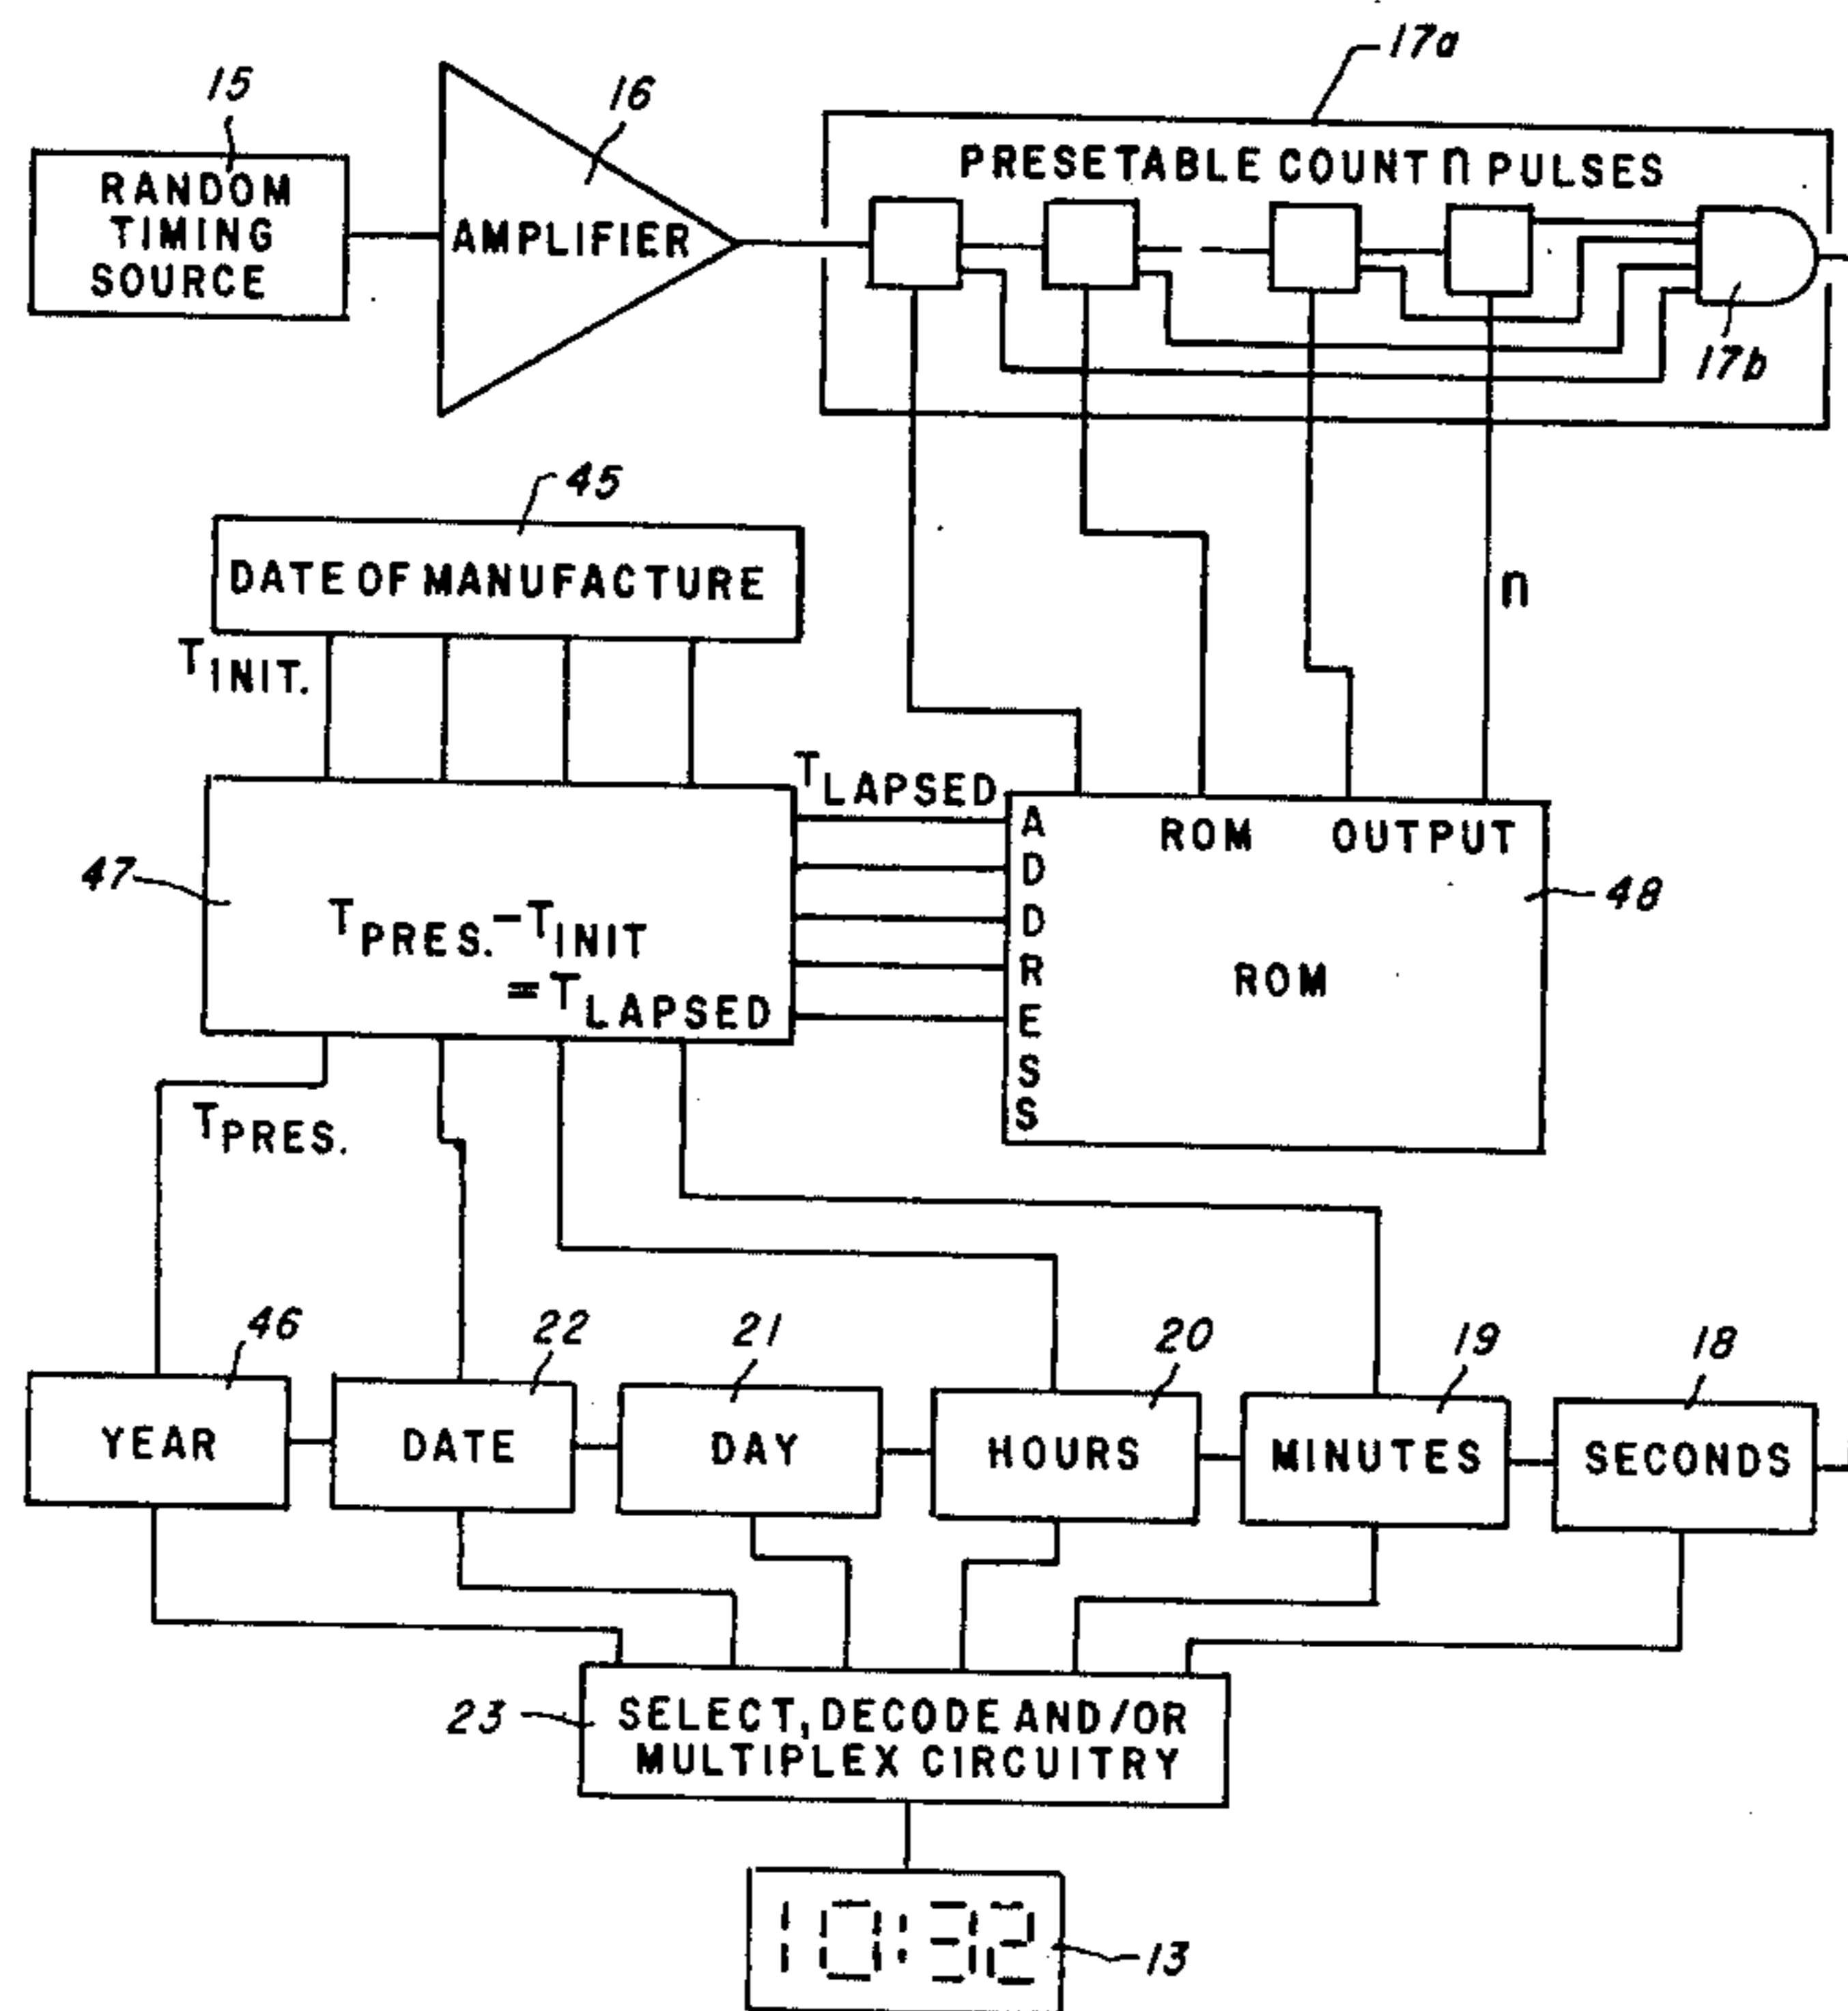 17a
15
16
RANDOM
TIMING
SOURCE
AMPLIFIER
PRESETABLE COUNT n PULSES
17b
45
DATE OF MANUFACTURE
n
TINIT.
TLAPSED
ADDRESS
ROM OUTPUT
47
48
TPRES.-TINIT
=TLAPSED
ROM
TPRES.
46
22
21
20
19
18
YEAR
DATE
DAY
HOURS
MINUTES
SECONDS
23
SELECT, DECODE AND/OR
MULTIPLEX CIRCUITRY
10:32
13